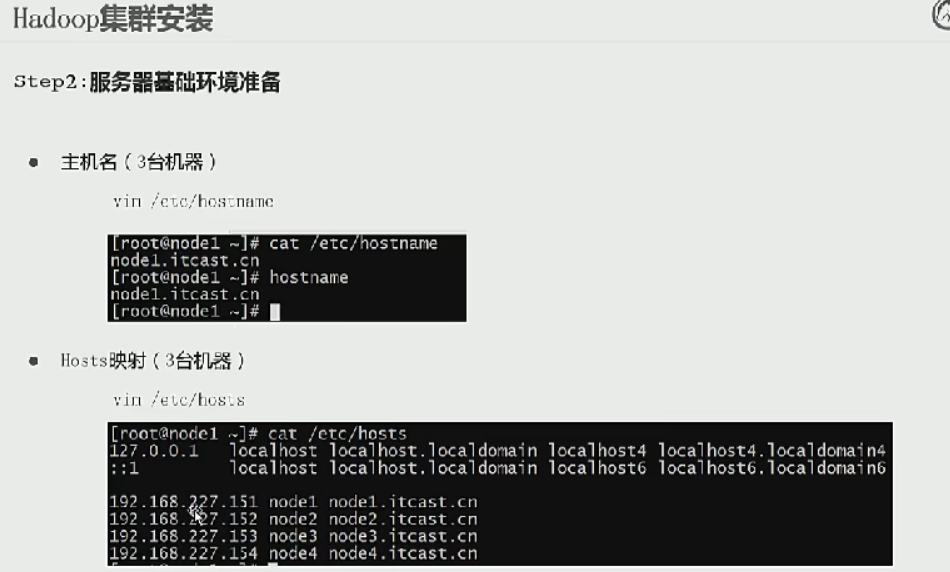 Hadoop集群安装
Step2:服务器基础环境准备
主机名（3台机器）
vim /etc/hostname
[root@node1 ~]# cat /etc/hostname
node1.itcast.cn
[root@node1 ~]# hostname
node1.itcast.cn
[root@node1 ~]#
Hosts映射（3台机器）
vim /etc/hosts
[root@node1 ~]# cat /etc/hosts
127.0.0.1 localhost localhost.localdomain localhost4 localhost4.localdomain4
::1 localhost localhost.localdomain localhost6 localhost6.localdomain6
192.168.227.151 node1 node1.itcast.cn
192.168.227.152 node2 node2.itcast.cn
192.168.227.153 node3 node3.itcast.cn
192.168.227.154 node4 node4.itcast.cn